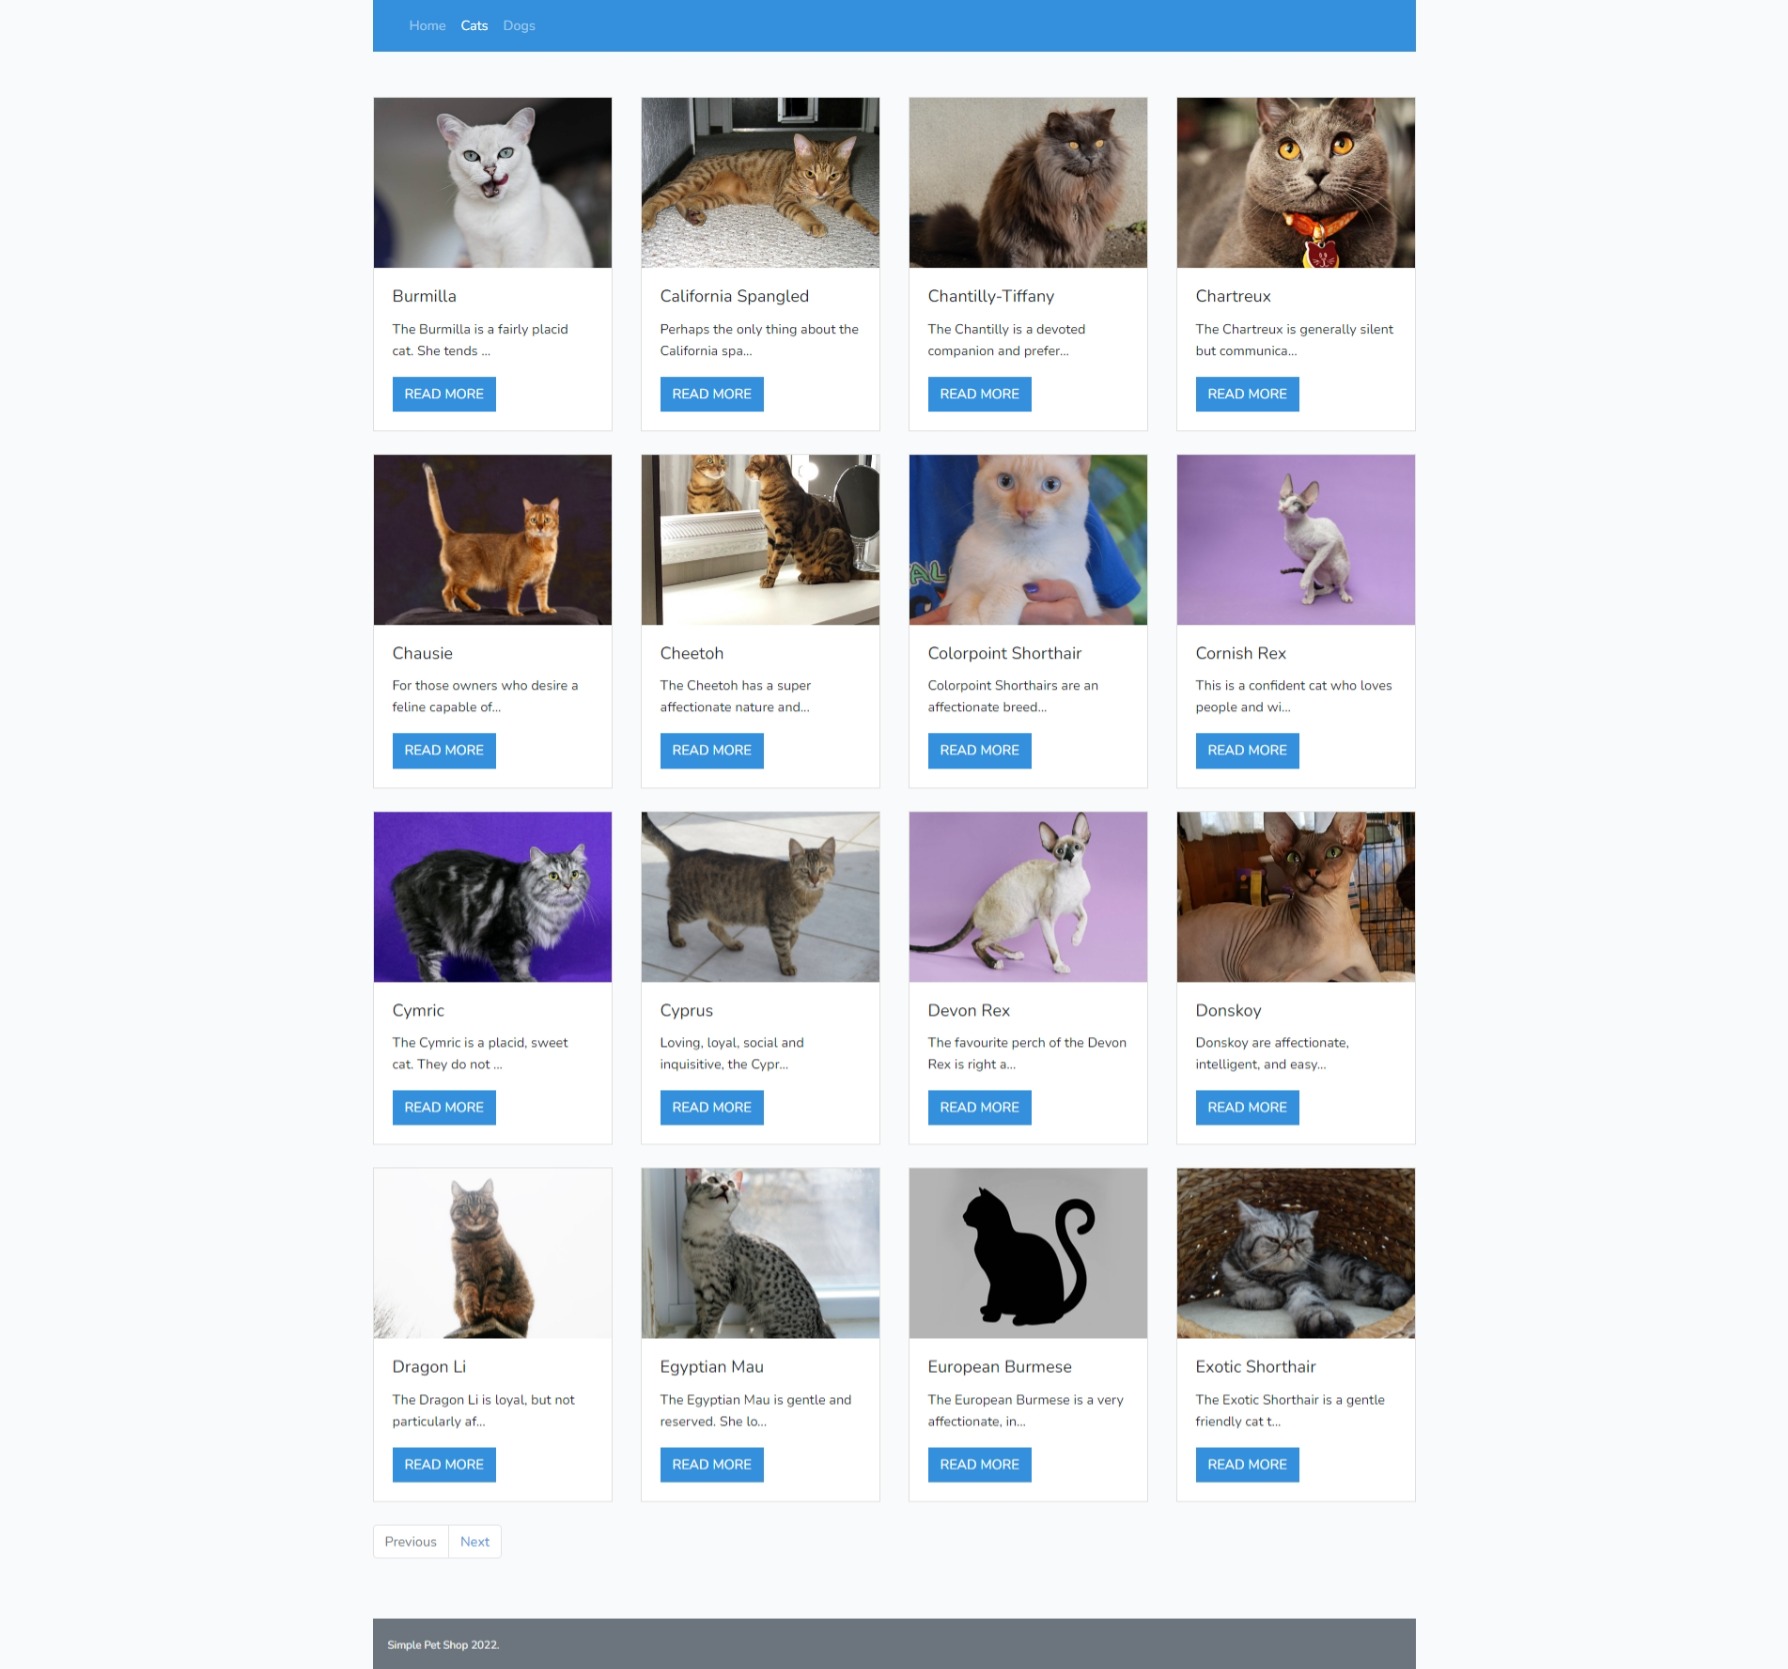 Home Cats Dogs
Burmilla
The Burmilla is a fairly placid
cat. She tends ...
READ MORE
California Spangled
Perhaps the only thing about the
California spa...
READ MORE
Chantilly-Tiffany
The Chantilly is a devoted
companion and prefer...
READ MORE
Chartreux
The Chartreux is generally silent
but communica...
READ MORE
AL
Chausie
For those owners who desire a
feline capable of...
READ MORE
Cheetoh
The Cheetoh has a super
affectionate nature and...
READ MORE
Colorpoint Shorthair
Colorpoint Shorthairs are an
affectionate breed...
READ MORE
Cornish Rex
This is a confident cat who loves
people and wi...
READ MORE
Cymric
The Cymric is a placid, sweet
cat. They do not ...
READ MORE
Cyprus
Loving, loyal, social and
inquisitive, the Cypr...
READ MORE
Devon Rex
The favourite perch of the Devon
Rex is right a...
READ MORE
Donskoy
Donskoy are affectionate,
intelligent, and easy...
READ MORE
Dragon Li
The Dragon Li is loyal, but not
particularly af...
READ MORE
Egyptian Mau
The Egyptian Mau is gentle and
reserved. She lo...
READ MORE
European Burmese
The European Burmese is a very
affectionate, in...
READ MORE
Exotic Shorthair
The Exotic Shorthair is a gentle
friendly cat t...
READ MORE
Previous Next
Simple Pet Shop 2022.